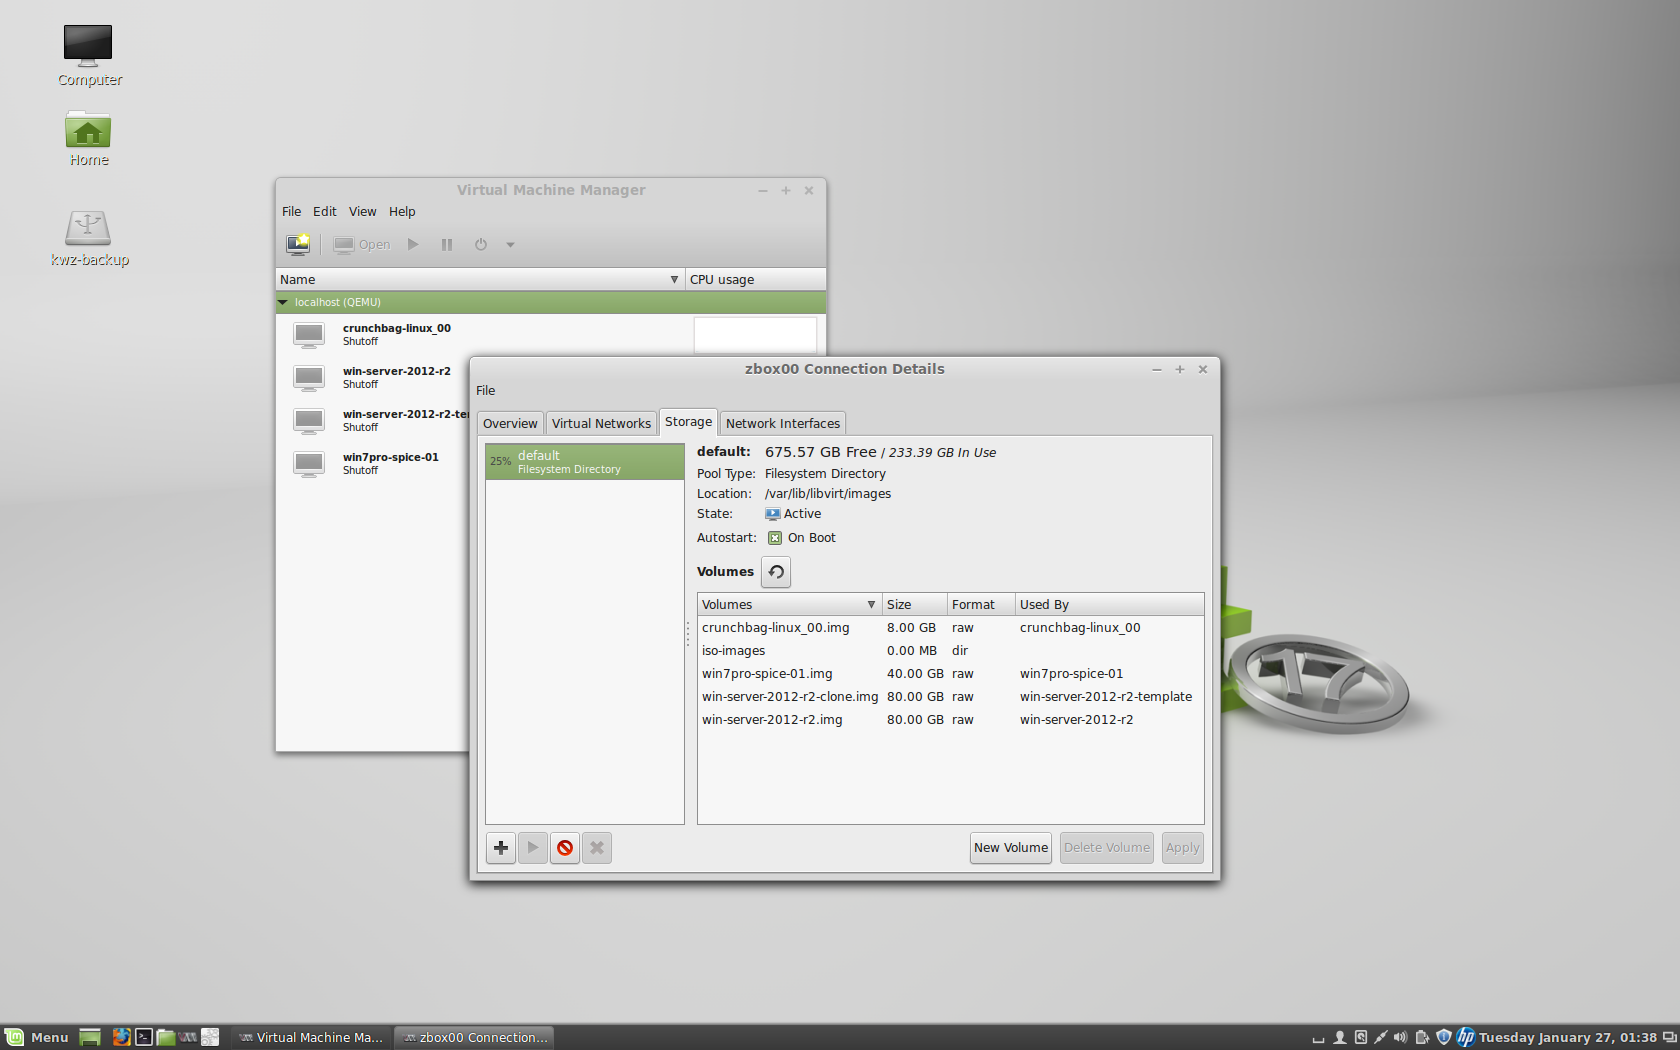 Computer
Home
kwz-backup
Virtual Machine Manager
File Edit View Help
Open
Name CPU usage
localhost (QEMU)
crunchbag-linux_00
Shutoff
win-server-2012-r2
Shutoff
win-server-2012-r2-te
Shutoff
win7pro-spice-01
Shutoff
zbox00 Connection Details
File
Overview Virtual Networks Storage Network Interfaces
25% default
Filesystem Directory
default: 675.57 GB Free / 233.39 GB In Use
Pool Type: Filesystem Directory
Location: /var/lib/libvirt/images
State: Active
Autostart: On Boot
Volumes
Volumes Size Format Used By
crunchbag-linux_00.img 8.00 GB raw crunchbag-linux_00
iso-images 0.00 MB dir
win7pro-spice-01.img 40.00 GB raw win7pro-spice-01
win-server-2012-r2-clone.img 80.00 GB raw win-server-2012-r2-template
win-server-2012-r2.img 80.00 GB raw win-server-2012-r2
New Volume Delete Volume Apply
17
Menu Virtual Machine Ma... zbox00 Connection... hp Tuesday January 27, 01:38